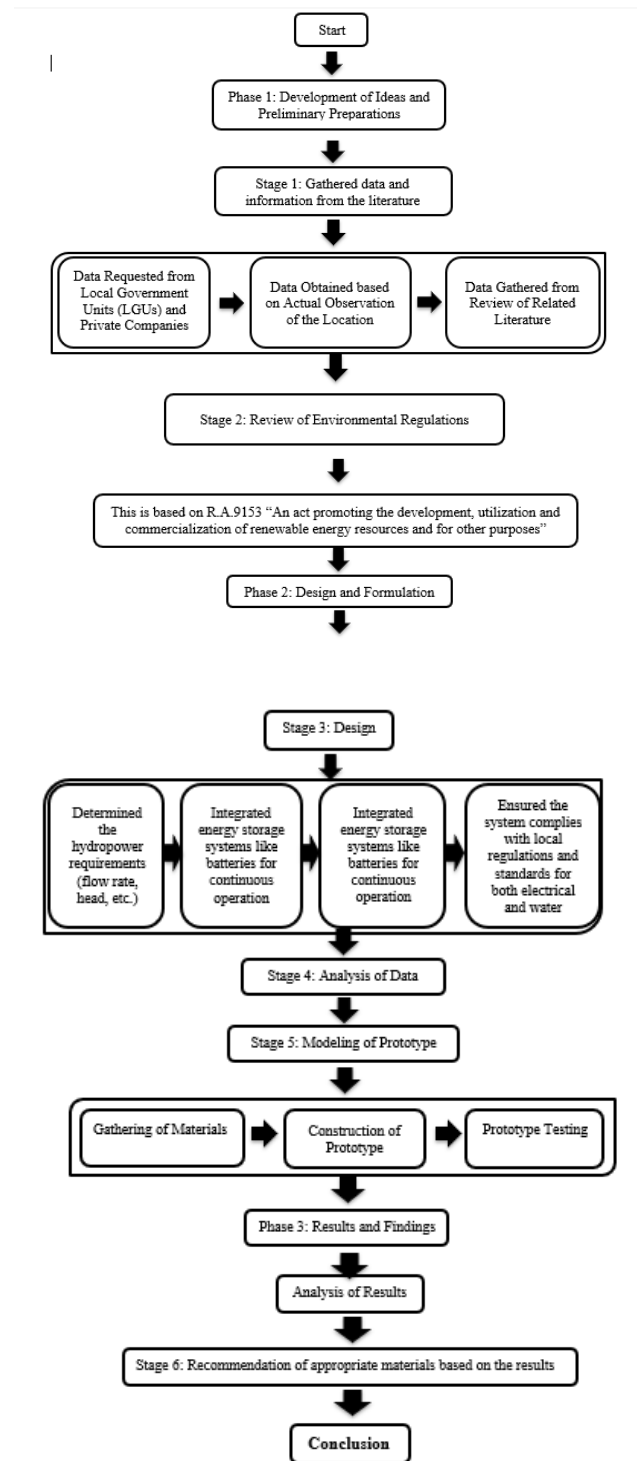 Start
Phase 1: Development of Ideas and
Preliminary Preparations
Stage 1: Gathered data and
information from the literature
Data Requested from
Local Government
Units (LGUs) and
Private Companies
Data Obtained based
on Actual Observation
of the Location
Data Gathered from
Review of Related
Literature
Stage 2: Review of Environmental Regulations
This is based on R.A.9153 “An act promoting the development, utilization and
commercialization of renewable energy resources and for other purposes”
Phase 2: Design and Formulation
Stage 3: Design
Determined
the
hydropower
requirements
(flow rate,
head, etc.)
Integrated
energy storage
systems like
batteries for
continuous
operation
Integrated
energy storage
systems like
batteries for
continuous
operation
Ensured the
system complies
with local
regulations and
standards for
both electrical
and water
Stage 4: Analysis of Data
Stage 5: Modeling of Prototype
Gathering of Materials
Construction of
Prototype
Prototype Testing
Phase 3: Results and Findings
Analysis of Results
Stage 6: Recommendation of appropriate materials based on the results
Conclusion